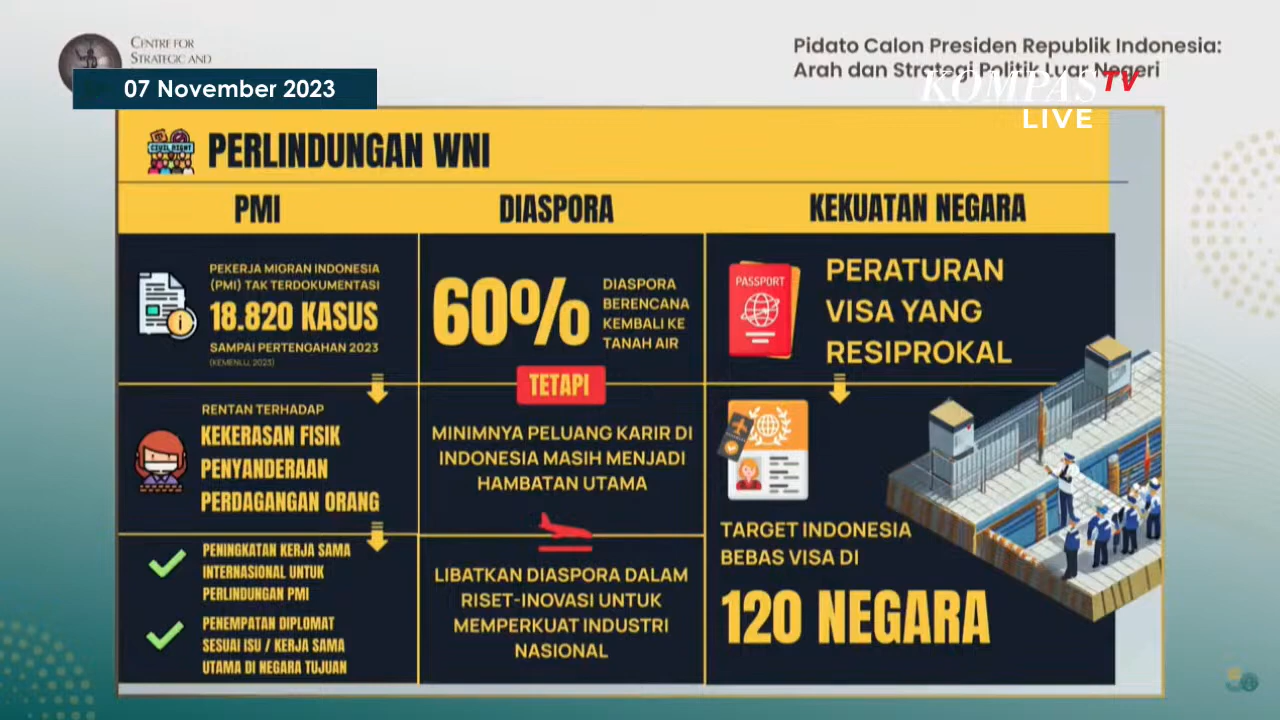 CENTRE FOR
STRATEGIC AND
07 November 2023
Pidato Calon Presiden Republik Indonesia:
Arah dan Strategi Politik Luar Negeri
KOMPAS TV
LIVE
CIVIL RIGHT
PERLINDUNGAN WNI
PMI
PEKERJA MIGRAN INDONESIA
(PMI) TAK TERDOKUMENTASI
18.820 KASUS
SAMPAI PERTENGAHAN 2023
(KEMENLU, 2023)
RENTAN TERHADAP
KEKERASAN FISIK
PENYANDERAAN
PERDAGANGAN ORANG
PENINGKATAN KERJA SAMA
INTERNASIONAL UNTUK
PERLINDUNGAN PMI
PENEMPATAN DIPLOMAT
SESUAI ISU / KERJA SAMA
UTAMA DI NEGARA TUJUAN
DIASPORA
60%
DIASPORA
BERENCANA
KEMBALI KE
TANAH AIR
TETAPI
MINIMNYA PELUANG KARIR DI
INDONESIA MASIH MENJADI
HAMBATAN UTAMA
LIBATKAN DIASPORA DALAM
RISET-INOVASI UNTUK
MEMPERKUAT INDUSTRI
NASIONAL
KEKUATAN NEGARA
PASSPORT
PERATURAN
VISA YANG
RESIPROKAL
TARGET INDONESIA
BEBAS VISA DI
120 NEGARA